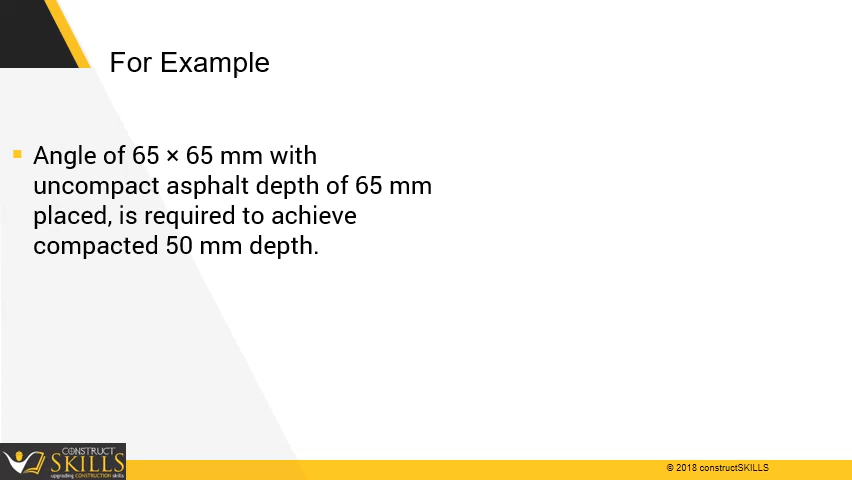 For Example
Angle of 65 × 65 mm with
uncompact asphalt depth of 65 mm
placed, is required to achieve
compacted 50 mm depth.
CONSTRUCT
SKILLS
upgrading CONSTRUCTION skills
© 2018 constructSKILLS